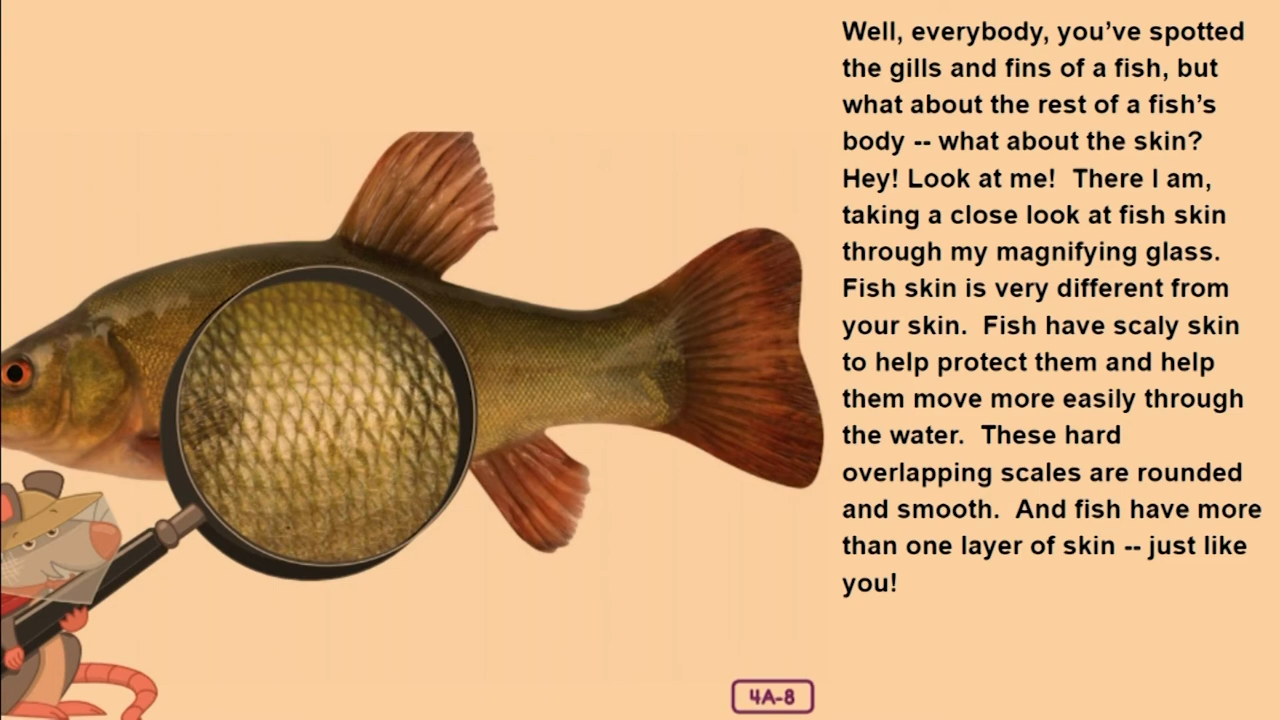 Well, everybody, you’ve spotted
the gills and fins of a fish, but
what about the rest of a fish’s
body -- what about the skin?
Hey! Look at me!  There I am,
taking a close look at fish skin
through my magnifying glass.
Fish skin is very different from
your skin.  Fish have scaly skin
to help protect them and help
them move more easily through
the water.  These hard
overlapping scales are rounded
and smooth.  And fish have more
than one layer of skin -- just like
you!
4A-8